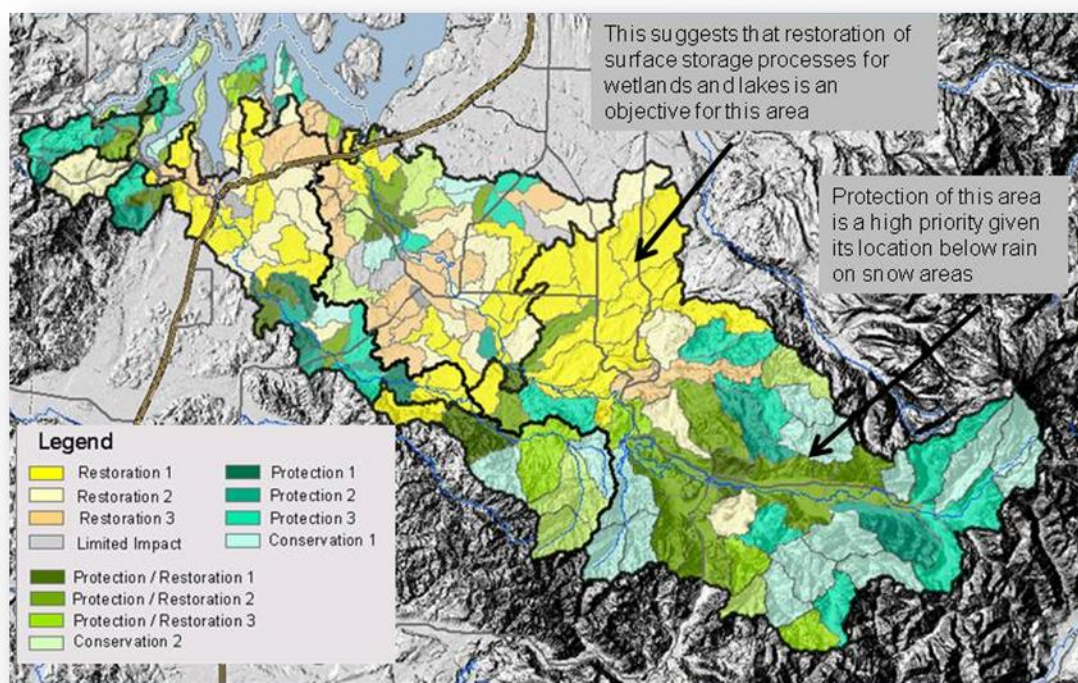 This suggests that restoration of
surface storage processes for
wetlands and lakes is an
objective for this area
Protection of this area
is a high priority given
its location below rain
on snow areas
Legend
Restoration 1
Restoration 2
Restoration 3
Limited Impact
Protection 1
Protection 2
Protection 3
Conservation 1
Protection / Restoration 1
Protection / Restoration 2
Protection / Restoration 3
Conservation 2